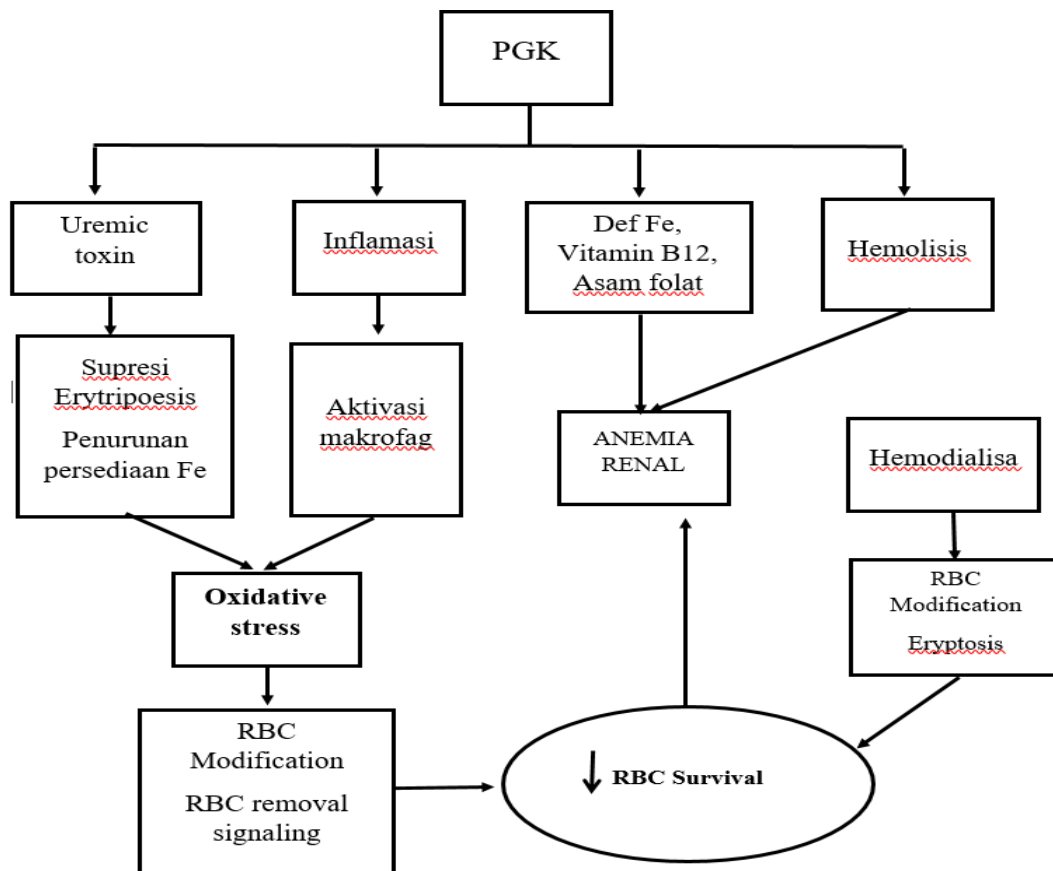 PGK
Uremic
toxin
Inflamasi
Def Fe,
Vitamin B12,
Asam folat
Hemolisis
Supresi
Erytripoesis
Penurunan
persediaan Fe
Aktivasi
makrofag
ANEMIA
RENAL
Hemodialisa
Oxidative
stress
RBC
Modification
Eryptosis
RBC
Modification
RBC removal
signaling
RBC Survival